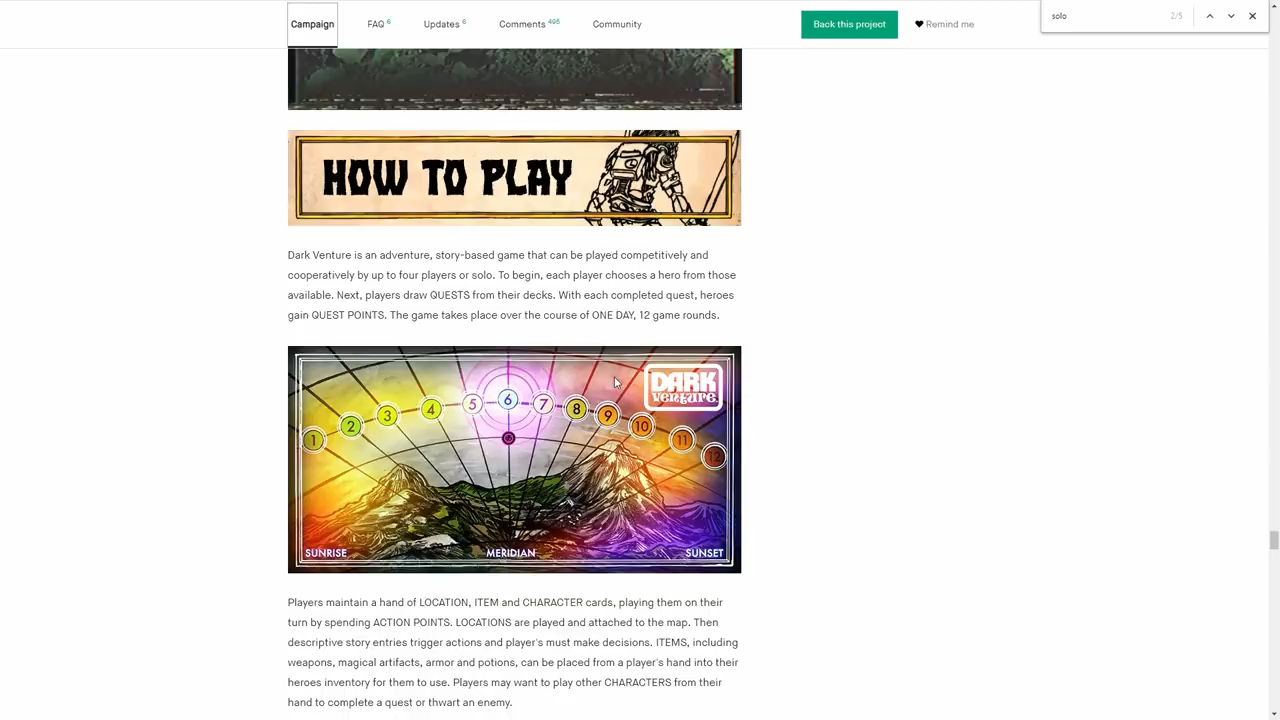 Campaign FAQ 6 Updates 6 Comments 495 Community Back this project Remind me solo 2/5
HOW TO PLAY
Dark Venture is an adventure, story-based game that can be played competitively and
cooperatively by up to four players or solo. To begin, each player chooses a hero from those
available. Next, players draw QUESTS from their decks. With each completed quest, heroes
gain QUEST POINTS. The game takes place over the course of ONE DAY, 12 game rounds.
DARK
VENTURE
1 2 3 4 5 6 7 8 9 10 11 12
SUNRISE MERIDIAN SUNSET
Players maintain a hand of LOCATION, ITEM and CHARACTER cards, playing them on their
turn by spending ACTION POINTS. LOCATIONS are played and attached to the map. Then
descriptive story entries trigger actions and player's must make decisions. ITEMS, including
weapons, magical artifacts, armor and potions, can be placed from a player's hand into their
heroes inventory for them to use. Players may want to play other CHARACTERS from their
hand to complete a quest or thwart an enemy.